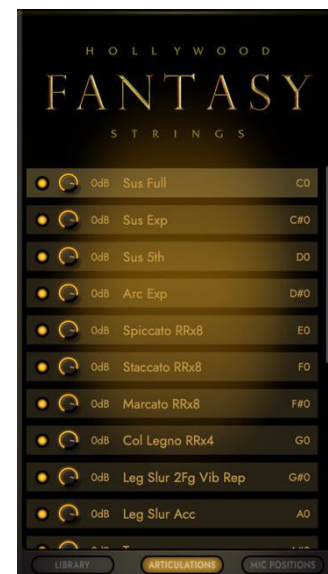 HOLLYWOOD
FANTASY
STRINGS
0dB Sus Full C0
0dB Sus Exp C#0
0dB Sus 5th D0
0dB Arc Exp D#0
0dB Spiccato RRx8 E0
0dB Staccato RRx8 F0
0dB Marcato RRx8 F#0
0dB Col Legno RRx4 G0
0dB Leg Slur 2Fg Vib Rep G#0
0dB Leg Slur Acc A0
LIBRARY ARTICULATIONS MIC POSITIONS